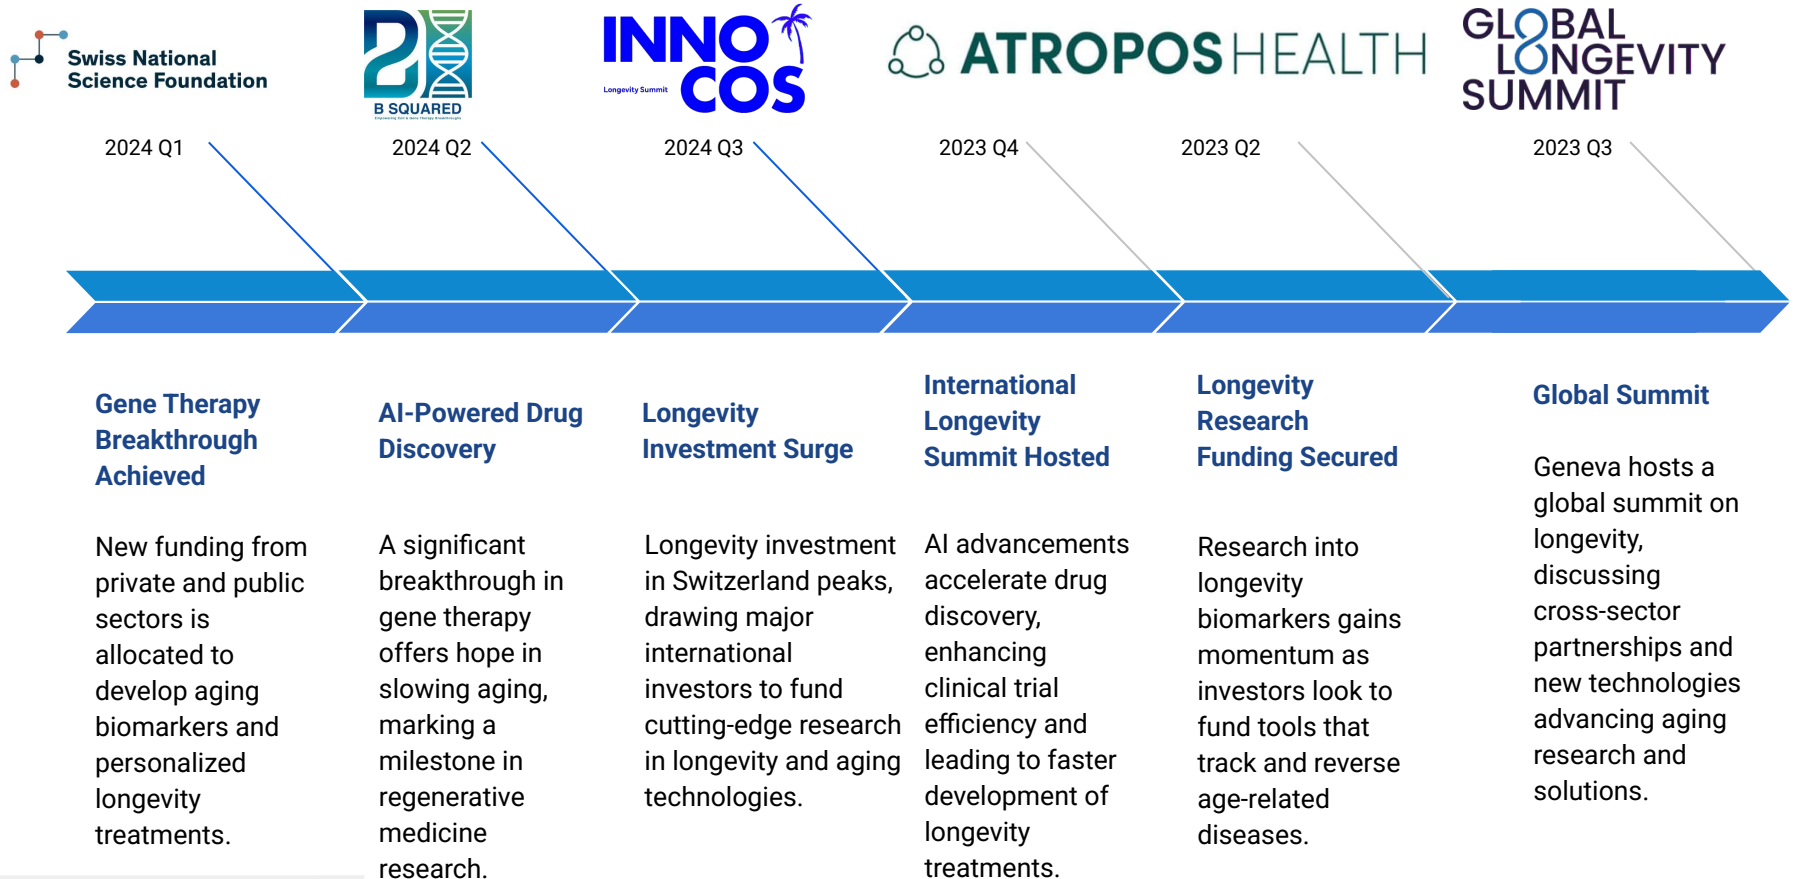 Swiss National
Science Foundation
B SQUARED
Empowering Cell & Gene Therapy Breakthroughs
INNO
COS
Longevity Summit
ATROPOS HEALTH
GLOBAL
LONGEVITY
SUMMIT
2024 Q1
2024 Q2
2024 Q3
2023 Q4
2023 Q2
2023 Q3
Gene Therapy
Breakthrough
Achieved
New funding from
private and public
sectors is
allocated to
develop aging
biomarkers and
personalized
longevity
treatments.
AI-Powered Drug
Discovery
A significant
breakthrough in
gene therapy
offers hope in
slowing aging,
marking a
milestone in
regenerative
medicine
research.
Longevity
Investment Surge
Longevity investment
in Switzerland peaks,
drawing major
international
investors to fund
cutting-edge research
in longevity and aging
technologies.
International
Longevity
Summit Hosted
AI advancements
accelerate drug
discovery,
enhancing
clinical trial
efficiency and
leading to faster
development of
longevity
treatments.
Longevity
Research
Funding Secured
Research into
longevity
biomarkers gains
momentum as
investors look to
fund tools that
track and reverse
age-related
diseases.
Global Summit
Geneva hosts a
global summit on
longevity,
discussing
cross-sector
partnerships and
new technologies
advancing aging
research and
solutions.